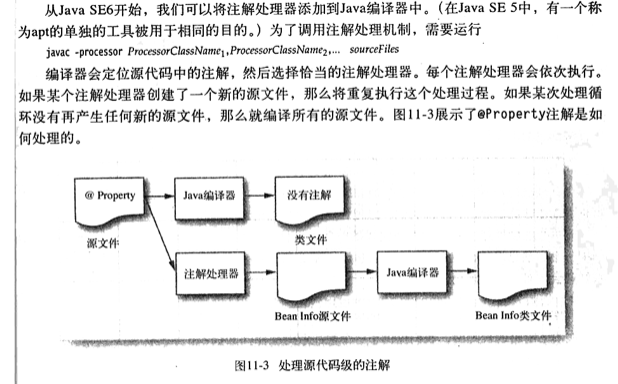 从Java SE6开始，我们可以将注解处理器添加到Java编译器中。（在Java SE 5中，有一个称
为apt的单独的工具被用于相同的目的。）为了调用注解处理机制，需要运行
javac -processor ProcessorClassName1,ProcessorClassName2,... sourceFiles
编译器会定位源代码中的注解，然后选择恰当的注解处理器。每个注解处理器会依次执行。
如果某个注解处理器创建了一个新的源文件，那么将重复执行这个处理过程。如果某次处理循
环没有再产生任何新的源文件，那么就编译所有的源文件。图11-3展示了@Property注解是如
何处理的。
@ Property
Java编译器
没有注解
源文件
类文件
注解处理器
Java编译器
Bean Info源文件
Bean Info类文件
图11-3 处理源代码级的注解